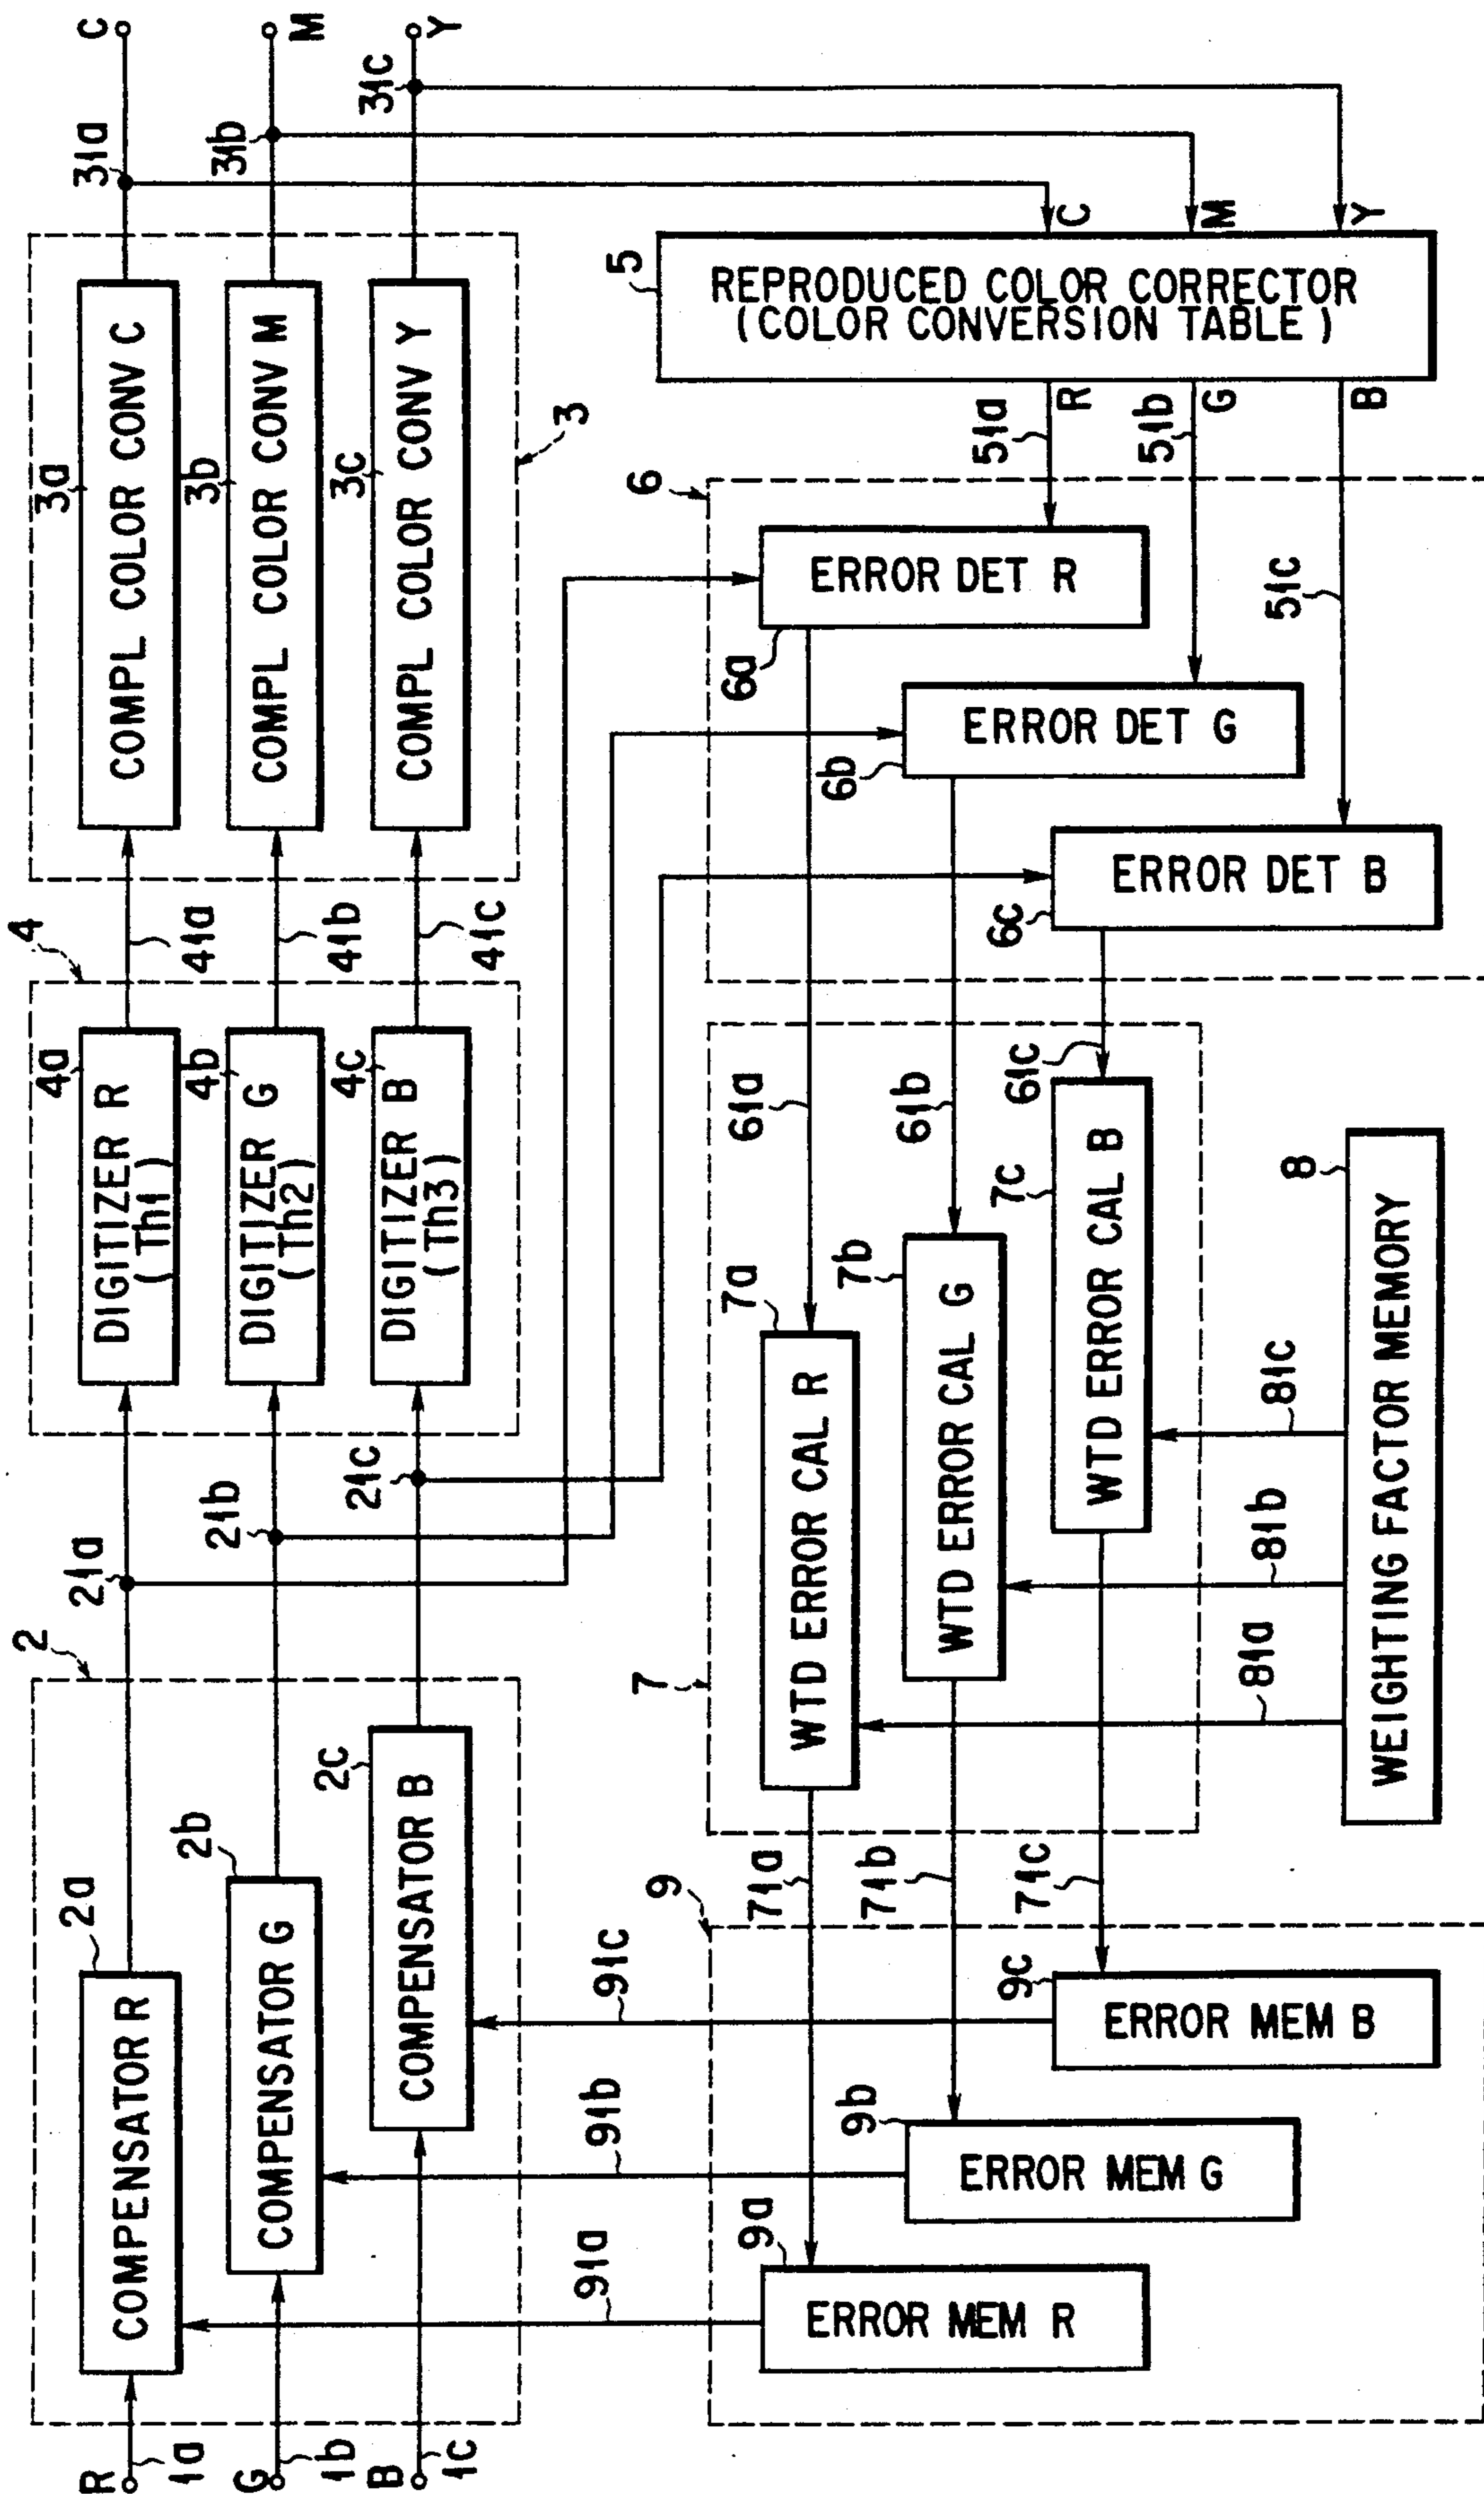 R
1a
G
1b
B
1c
2
2a
COMPENSATOR R
2b
COMPENSATOR G
2c
COMPENSATOR B
21a
21b
21c
4
4a
DIGITIZER R
(Th1)
4b
DIGITIZER G
(Th2)
4c
DIGITIZER B
(Th3)
41a
41b
41c
3a
COMPL COLOR CONV C
3b
COMPL COLOR CONV M
3c
COMPL COLOR CONV Y
3
31a
C
31b
M
31c
Y
91a
91b
91c
9
9a
ERROR MEM R
9b
ERROR MEM G
9c
ERROR MEM B
71a
71b
71c
7
7a
WTD ERROR CAL R
7b
WTD ERROR CAL G
7c
WTD ERROR CAL B
81a
81b
81c
8
WEIGHTING FACTOR MEMORY
61a
61b
61c
6
6a
ERROR DET R
6b
ERROR DET G
6c
ERROR DET B
51a
R
51b
G
51c
B
5
REPRODUCED COLOR CORRECTOR
(COLOR CONVERSION TABLE)
C
M
Y